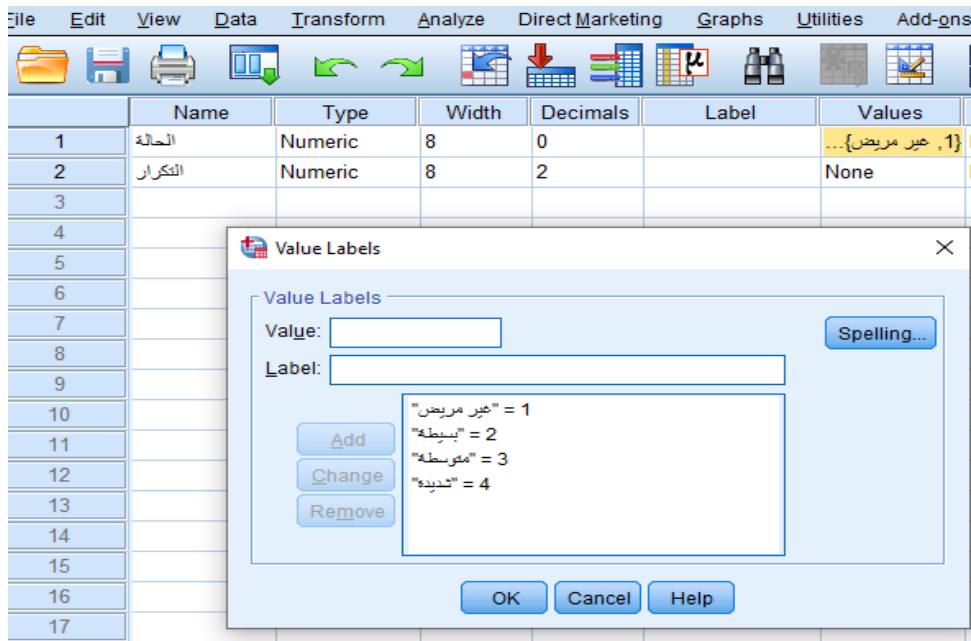 File Edit View Data Transform Analyze Direct Marketing Graphs Utilities Add-ons
Name Type Width Decimals Label Values
1 الحالة Numeric 8 0 {1, غير مريض}...
2 التكرار Numeric 8 2 None
3
4
5
6
7
8
9
10
11
12
13
14
15
16
17
Value Labels
Value Labels
Value:
Spelling...
Label:
1 = "غير مريض"
2 = "بسيطة"
3 = "متوسطة"
4 = "شديده"
Add
Change
Remove
OK Cancel Help